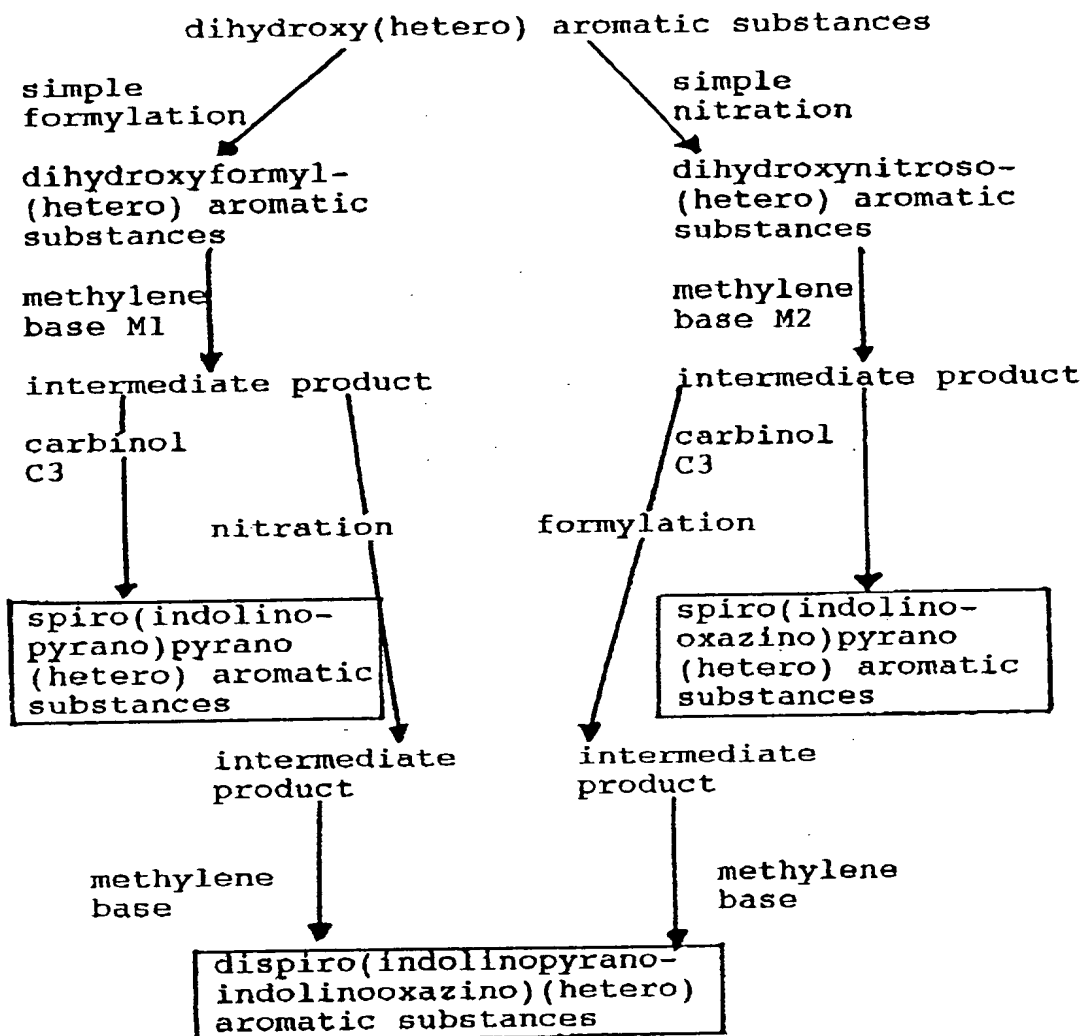 dihydroxy(hetero) aromatic substances
simple
formylation
simple
nitration
dihydroxyformyl-
(hetero) aromatic
substances
dihydroxynitroso-
(hetero) aromatic
substances
methylene
base M1
methylene
base M2
intermediate product
intermediate product
carbinol
C3
carbinol
C3
nitration
formylation
spiro(indolino-
pyrano)pyrano
(hetero) aromatic
substances
spiro(indolino-
oxazino)pyrano
(hetero) aromatic
substances
intermediate
product
intermediate
product
methylene
base
methylene
base
dispiro(indolinopyrano-
indolinooxazino)(hetero)
aromatic substances